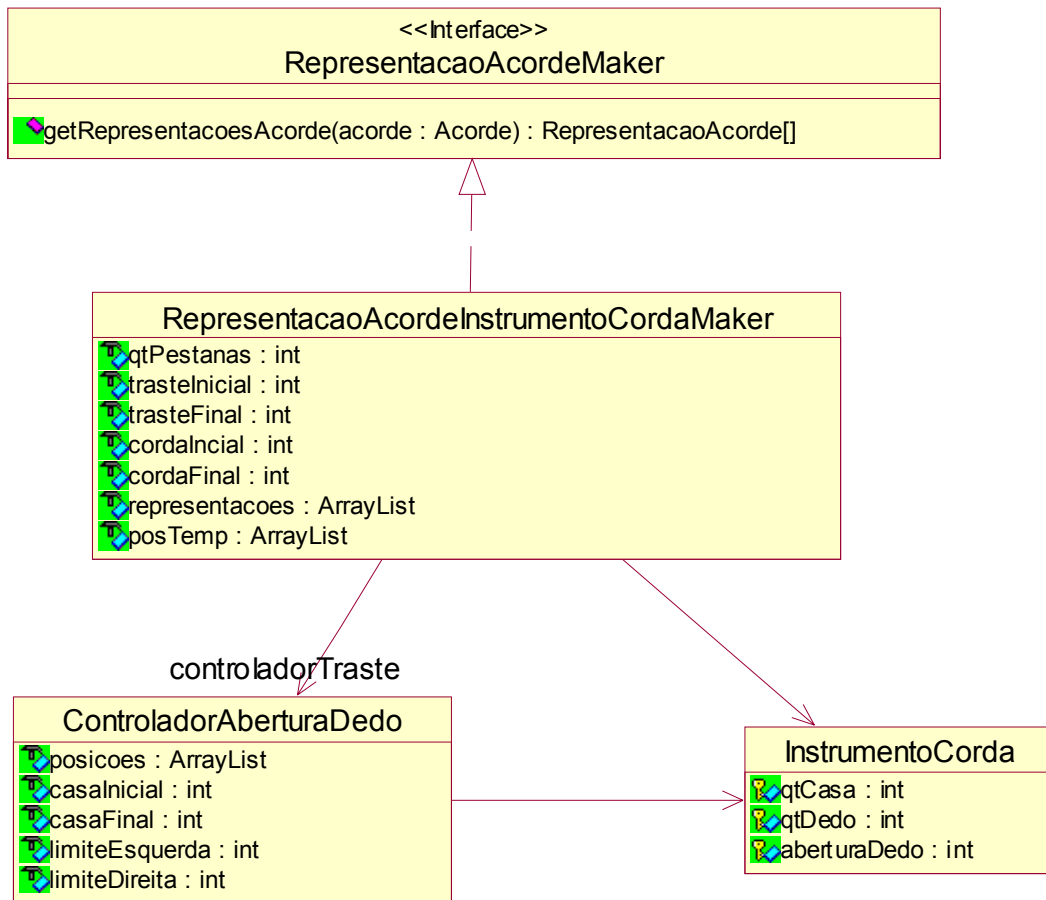 <<Interface>>
RepresentacaoAcordeMaker
getRepresentacoesAcorde(acorde : Acorde) : RepresentacaoAcorde[]
RepresentacaoAcordeInstrumentoCordaMaker
qtPestanas : int
trasteInicial : int
trasteFinal : int
cordaIncial : int
cordaFinal : int
representacoes : ArrayList
posTemp : ArrayList
controladorTraste
ControladorAberturaDedo
posicoes : ArrayList
casaInicial : int
casaFinal : int
limiteEsquerda : int
limiteDireita : int
InstrumentoCorda
qtCasa : int
qtDedo : int
aberturaDedo : int